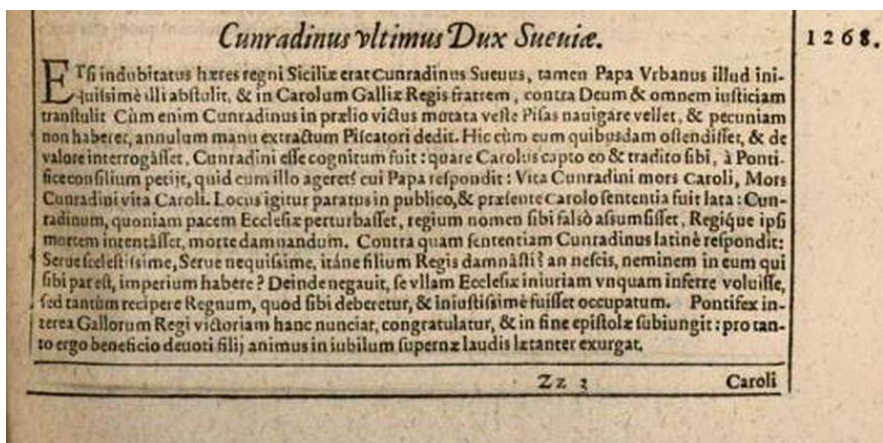 Cunradinus vltimus Dux Sueuiæ.
1268.
ETsi indubitatus hæres regni Siciliæ erat Cunradinus Sueuus, tamen Papa Vrbanus illud ini-
quissimè illi abstulit, & in Carolum Galliæ Regis fratrem, contra Deum & omnem iusticiam
transtulit Cùm enim Cunradinus in prælio victus mutata veste Pisas nauigare vellet, & pecuniam
non haberet, annulum manu extractum Piscatori dedit. Hic cùm eum quibusdam ostendisset, & de
valore interrogâsset, Cunradini esse cognitum fuit: quare Carolus capto eo & tradito sibi, à Ponti-
fice consilium petijt, quid cum illo ageret? cui Papa respondit: Vita Cunradini mors Caroli, Mors
Cunradini vita Caroli. Locus igitur paratus in publico, & præsente Carolo sententia fuit lata: Cun-
radinum, quoniam pacem Ecclesiæ perturbasset, regium nomen sibi falsò assumsisset, Regiq́ue ipsi
mortem intentâsset, morte damnandum. Contra quam sententiam Cunradinus latinè respondit:
Serue scelestissime, Serue nequissime, itáne filium Regis damnâsti? an nescis, neminem in eum qui
sibi par est, imperium habere? Deinde negauit, se vllam Ecclesiæ iniuriam vnquam inferre voluisse,
sed tantùm recipere Regnum, quod sibi deberetur, & iniustissimè fuisset occupatum. Pontifex in-
terea Gallorum Regi victoriam hanc nunciat, congratulatur, & in fine epistolæ subiungit: pro tan-
to ergo beneficio deuoti filij animus in iubilum supernæ laudis lætanter exurgat.
Zz 2 Caroli